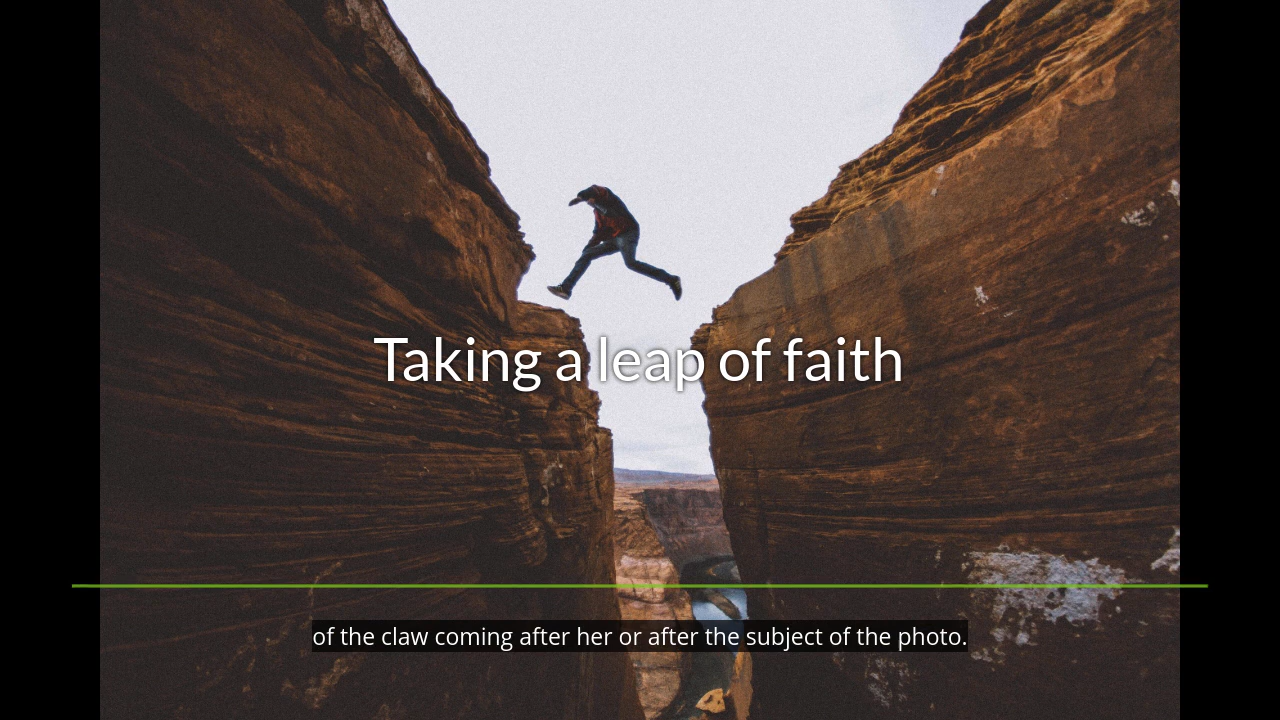 Taking a leap of faith
of the claw coming after her or after the subject of the photo.